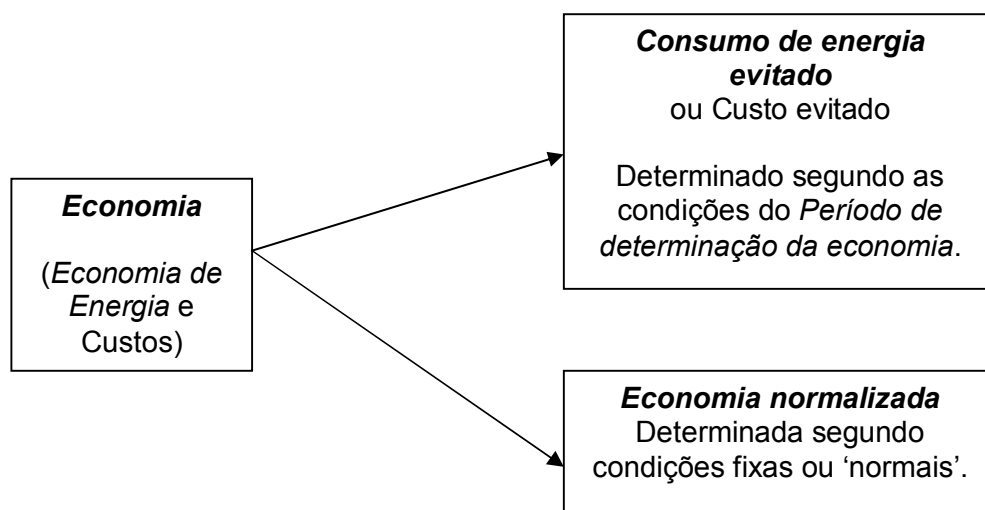 Economia
(Economia de
Energia e
Custos)
Consumo de energia
evitado
ou Custo evitado
Determinado segundo as
condições do Período de
determinação da economia.
Economia normalizada
Determinada segundo
condições fixas ou ‘normais’.